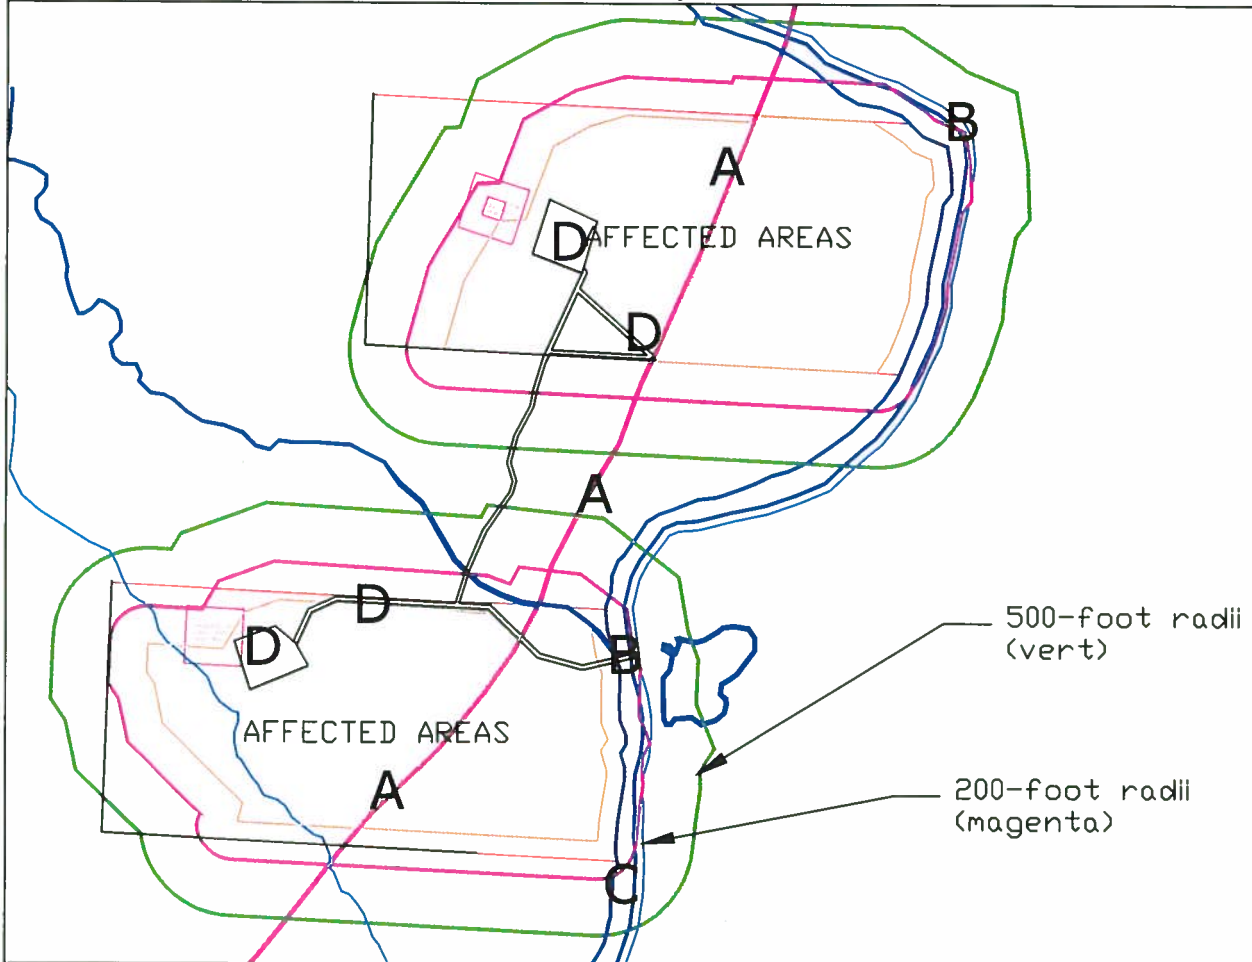 B
A
D AFFECTED AREAS
D
A
D
500-foot radii
(vert)
D
B
AFFECTED AREAS
A
200-foot radii
(magenta)
C